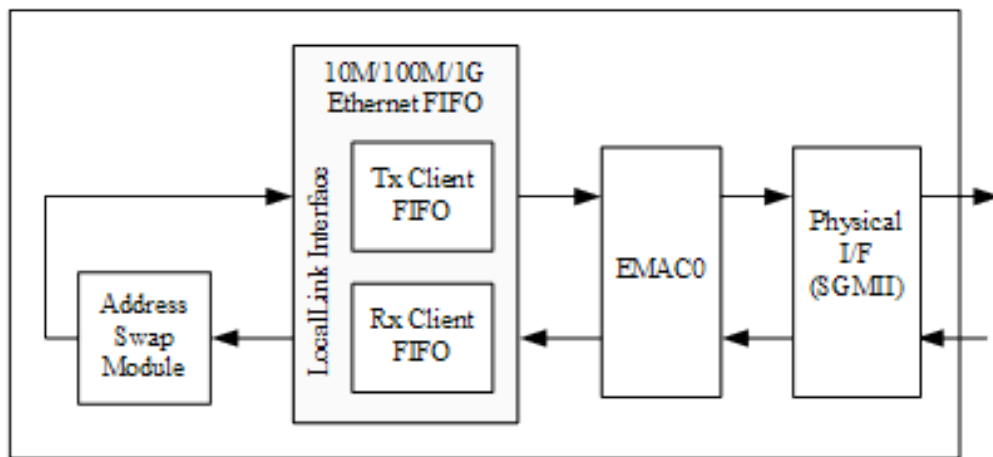 10M/100M/1G
Ethernet FIFO
LocalLink Interface
Tx Client
FIFO
Rx Client
FIFO
Address
Swap
Module
EMAC0
Physical
I/F
(SGMII)